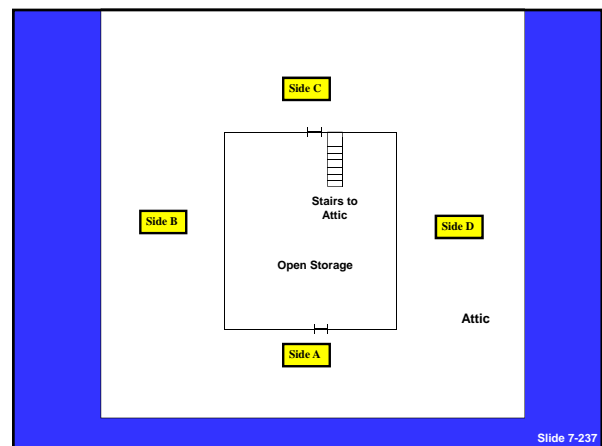 Side C
Stairs to
Attic
Side B
Side D
Open Storage
Attic
Side A
Slide 7-237